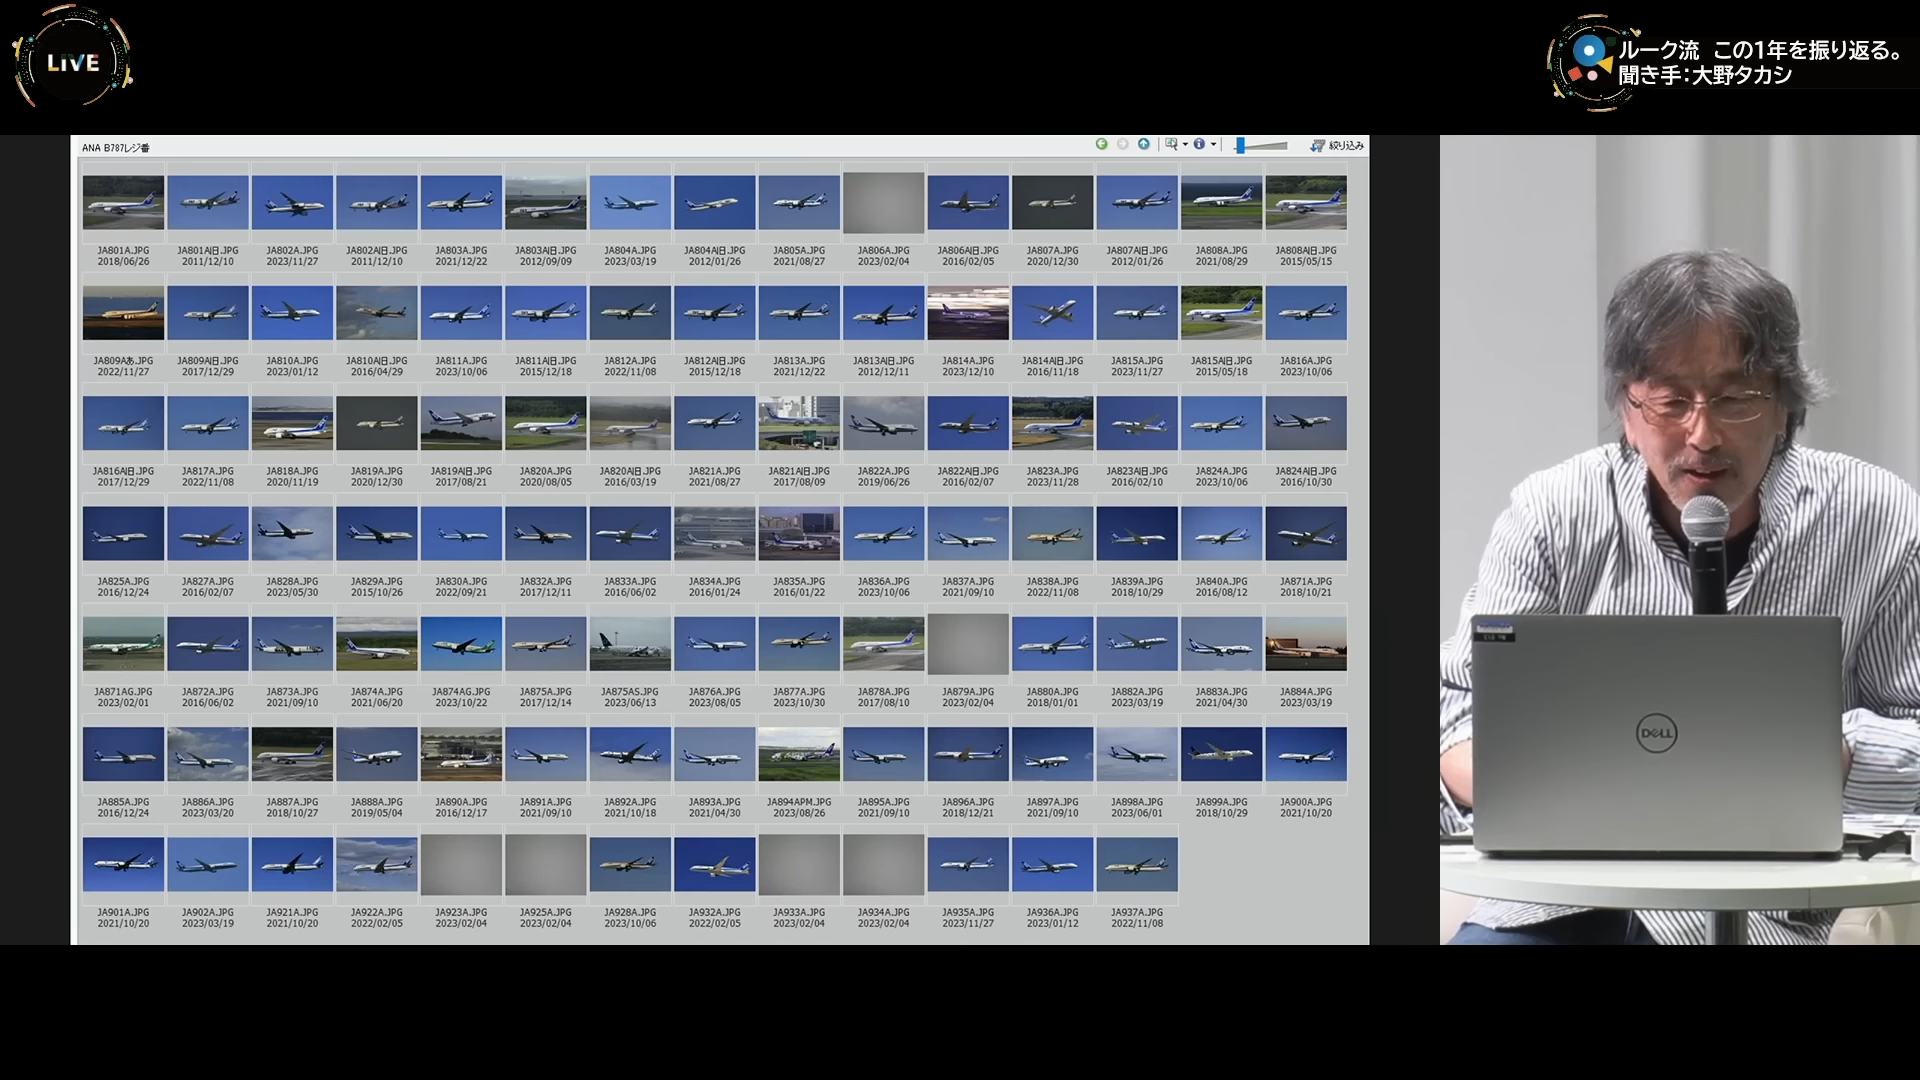 LiVE
ルーク流 この1年を振り返る。
聞き手：大野タカシ
ANA B787レジ番
絞り込み
JA801A.JPG JA801A旧.JPG JA802A.JPG JA802A旧.JPG JA803A.JPG JA803A旧.JPG JA804A.JPG JA804A旧.JPG JA805A.JPG JA806A.JPG JA806A旧.JPG JA807A.JPG JA807A旧.JPG JA808A.JPG JA808A旧.JPG
2018/06/26 2011/12/10 2023/11/27 2011/12/10 2021/12/22 2012/09/09 2023/03/19 2012/01/26 2021/08/27 2023/02/04 2016/02/05 2020/12/30 2012/01/26 2021/08/29 2015/05/15
JA809Aあ.JPG JA809A旧.JPG JA810A.JPG JA810A旧.JPG JA811A.JPG JA811A旧.JPG JA812A.JPG JA812A旧.JPG JA813A.JPG JA813A旧.JPG JA814A.JPG JA814A旧.JPG JA815A.JPG JA815A旧.JPG JA816A.JPG
2022/11/27 2017/12/29 2023/01/12 2016/04/29 2023/10/06 2015/12/18 2022/11/08 2015/12/18 2021/12/22 2012/12/11 2023/12/10 2016/11/18 2023/11/27 2015/05/18 2023/10/06
JA816A旧.JPG JA817A.JPG JA818A.JPG JA819A.JPG JA819A旧.JPG JA820A.JPG JA820A旧.JPG JA821A.JPG JA821A旧.JPG JA822A.JPG JA822A旧.JPG JA823A.JPG JA823A旧.JPG JA824A.JPG JA824A旧.JPG
2017/12/29 2022/11/08 2020/11/19 2020/12/30 2017/08/21 2020/08/05 2016/03/19 2021/08/27 2017/08/09 2019/06/26 2016/02/07 2023/11/28 2016/02/10 2023/10/06 2016/10/30
JA825A.JPG JA827A.JPG JA828A.JPG JA829A.JPG JA830A.JPG JA832A.JPG JA833A.JPG JA834A.JPG JA835A.JPG JA836A.JPG JA837A.JPG JA838A.JPG JA839A.JPG JA840A.JPG JA871A.JPG
2016/12/24 2016/02/07 2023/05/30 2015/10/26 2022/09/21 2017/12/11 2016/06/02 2016/01/24 2016/01/22 2023/10/06 2021/09/10 2022/11/08 2018/10/29 2016/08/12 2018/10/21
JA871AG.JPG JA872A.JPG JA873A.JPG JA874A.JPG JA874AG.JPG JA875A.JPG JA875AS.JPG JA876A.JPG JA877A.JPG JA878A.JPG JA879A.JPG JA880A.JPG JA882A.JPG JA883A.JPG JA884A.JPG
2023/02/01 2016/06/02 2021/09/10 2021/06/20 2023/10/22 2017/12/14 2023/06/13 2023/08/05 2023/10/30 2017/08/10 2023/02/04 2018/01/01 2023/03/19 2021/04/30 2023/03/19
JA885A.JPG JA886A.JPG JA887A.JPG JA888A.JPG JA890A.JPG JA891A.JPG JA892A.JPG JA893A.JPG JA894APM.JPG JA895A.JPG JA896A.JPG JA897A.JPG JA898A.JPG JA899A.JPG JA900A.JPG
2016/12/24 2023/03/20 2018/10/27 2019/05/04 2016/12/17 2021/09/10 2021/10/18 2021/04/30 2023/08/26 2021/09/10 2018/12/21 2021/09/10 2023/06/01 2018/10/29 2021/10/20
JA901A.JPG JA902A.JPG JA921A.JPG JA922A.JPG JA923A.JPG JA925A.JPG JA928A.JPG JA932A.JPG JA933A.JPG JA934A.JPG JA935A.JPG JA936A.JPG JA937A.JPG
2021/10/20 2023/03/19 2021/10/20 2022/02/05 2023/02/04 2023/02/04 2023/10/06 2022/02/05 2023/02/04 2023/02/04 2023/11/27 2023/01/12 2022/11/08
DELL